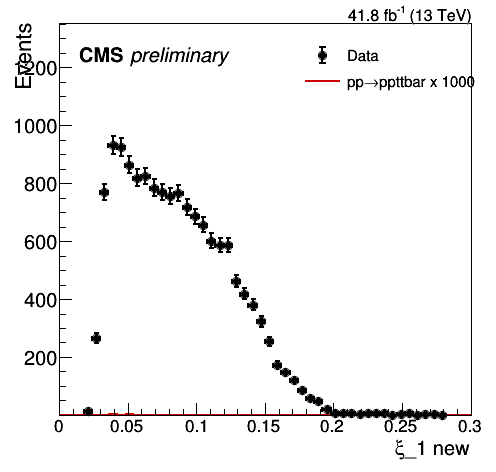 41.8 fb⁻¹ (13 TeV)
Events
CMS preliminary
Data
pp→ppttbar x 1000
1200
1000
800
600
400
200
0 0.05 0.1 0.15 0.2 0.25 0.3
ξ_1 new